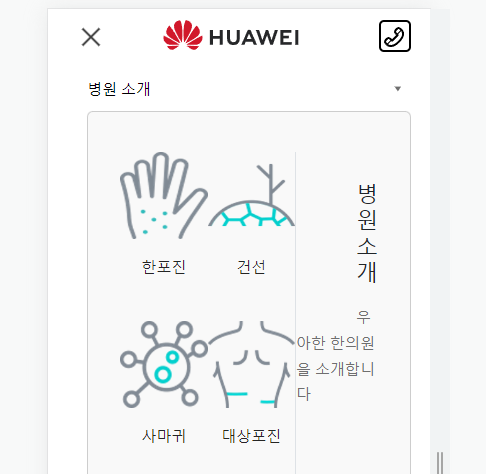 HUAWEI
병원 소개
한포진
건선
사마귀
대상포진
병
원
소
개
우
아한 한의원
을 소개합니
다